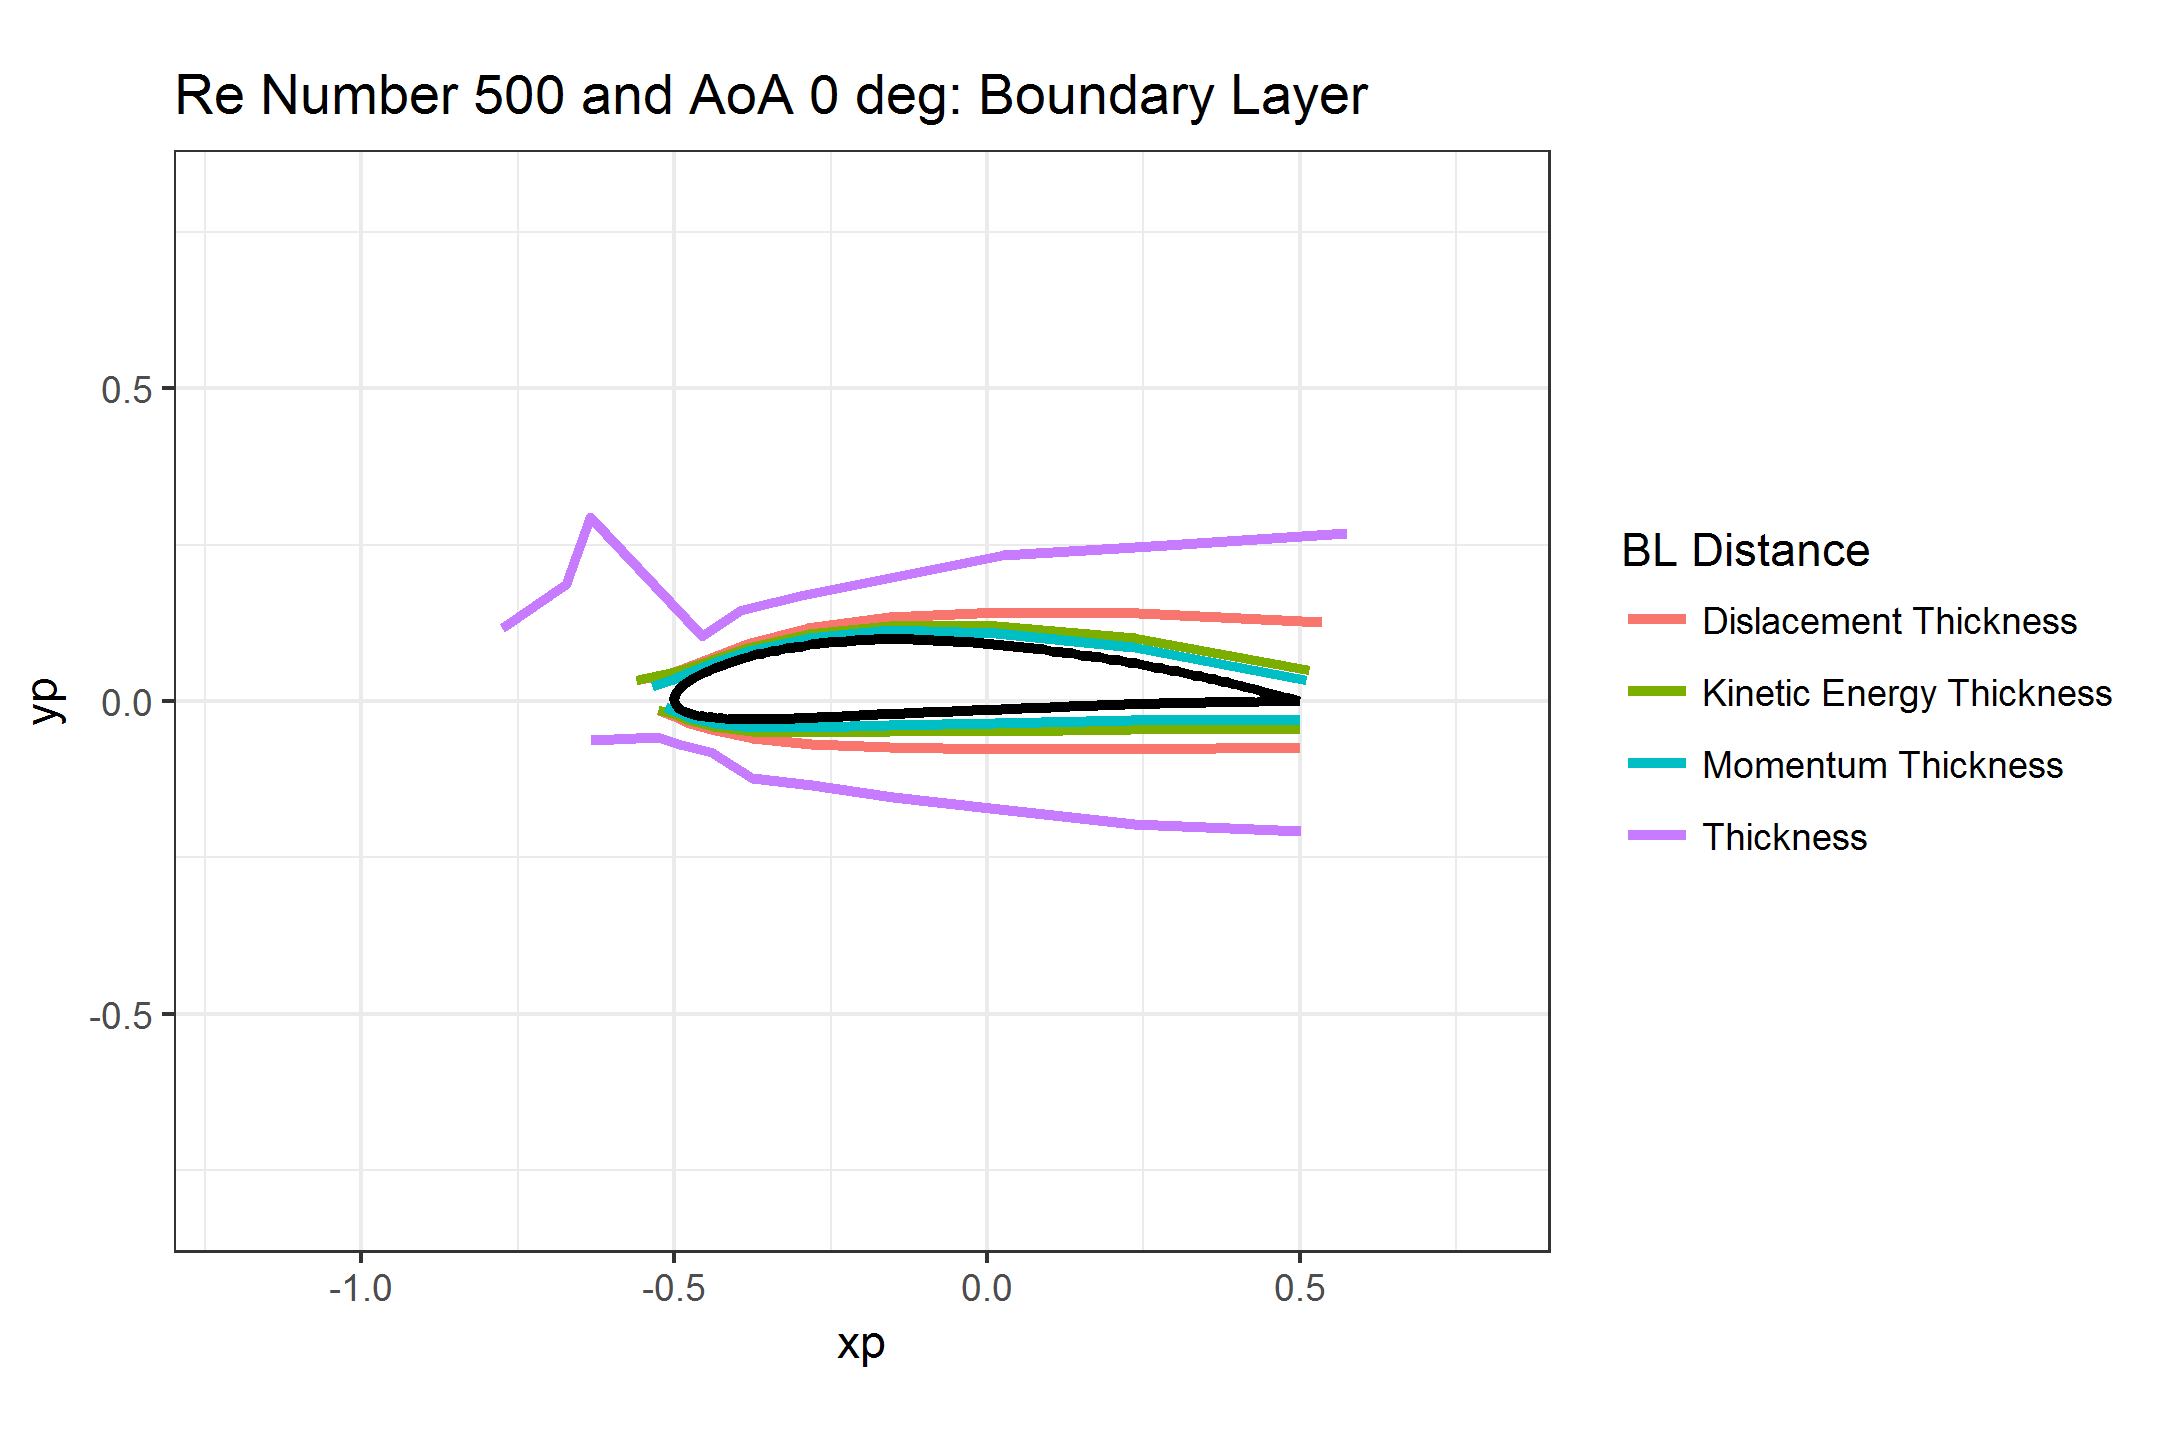 Re Number 500 and AoA 0 deg: Boundary Layer
yp
0.5
0.0
-0.5
-1.0
-0.5
0.0
0.5
xp
BL Distance
Dislacement Thickness
Kinetic Energy Thickness
Momentum Thickness
Thickness